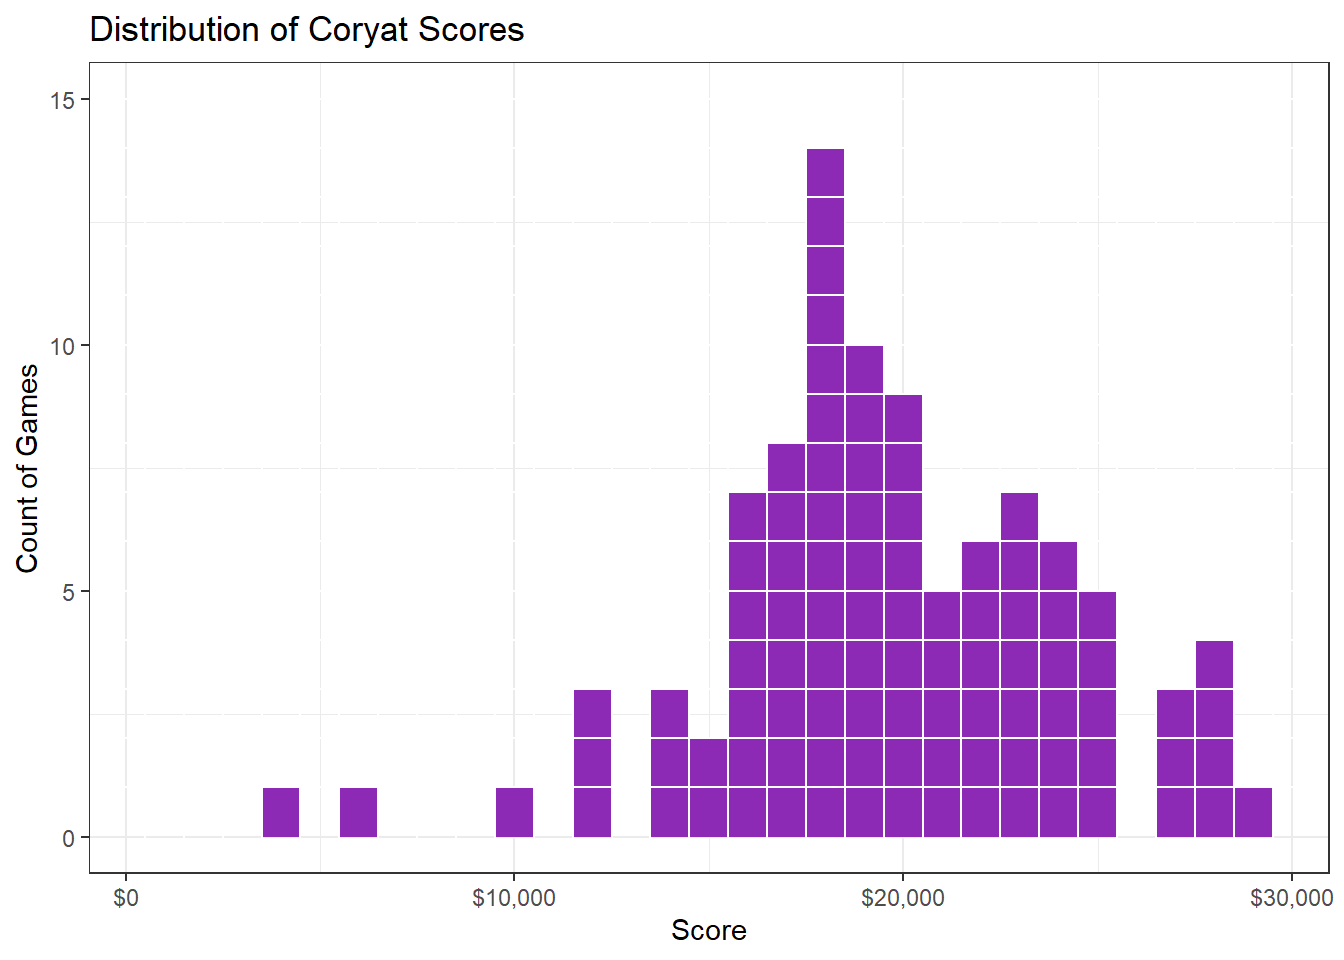 Distribution of Coryat Scores
15
10
5
0
Count of Games
$0 $10,000 $20,000 $30,000
Score